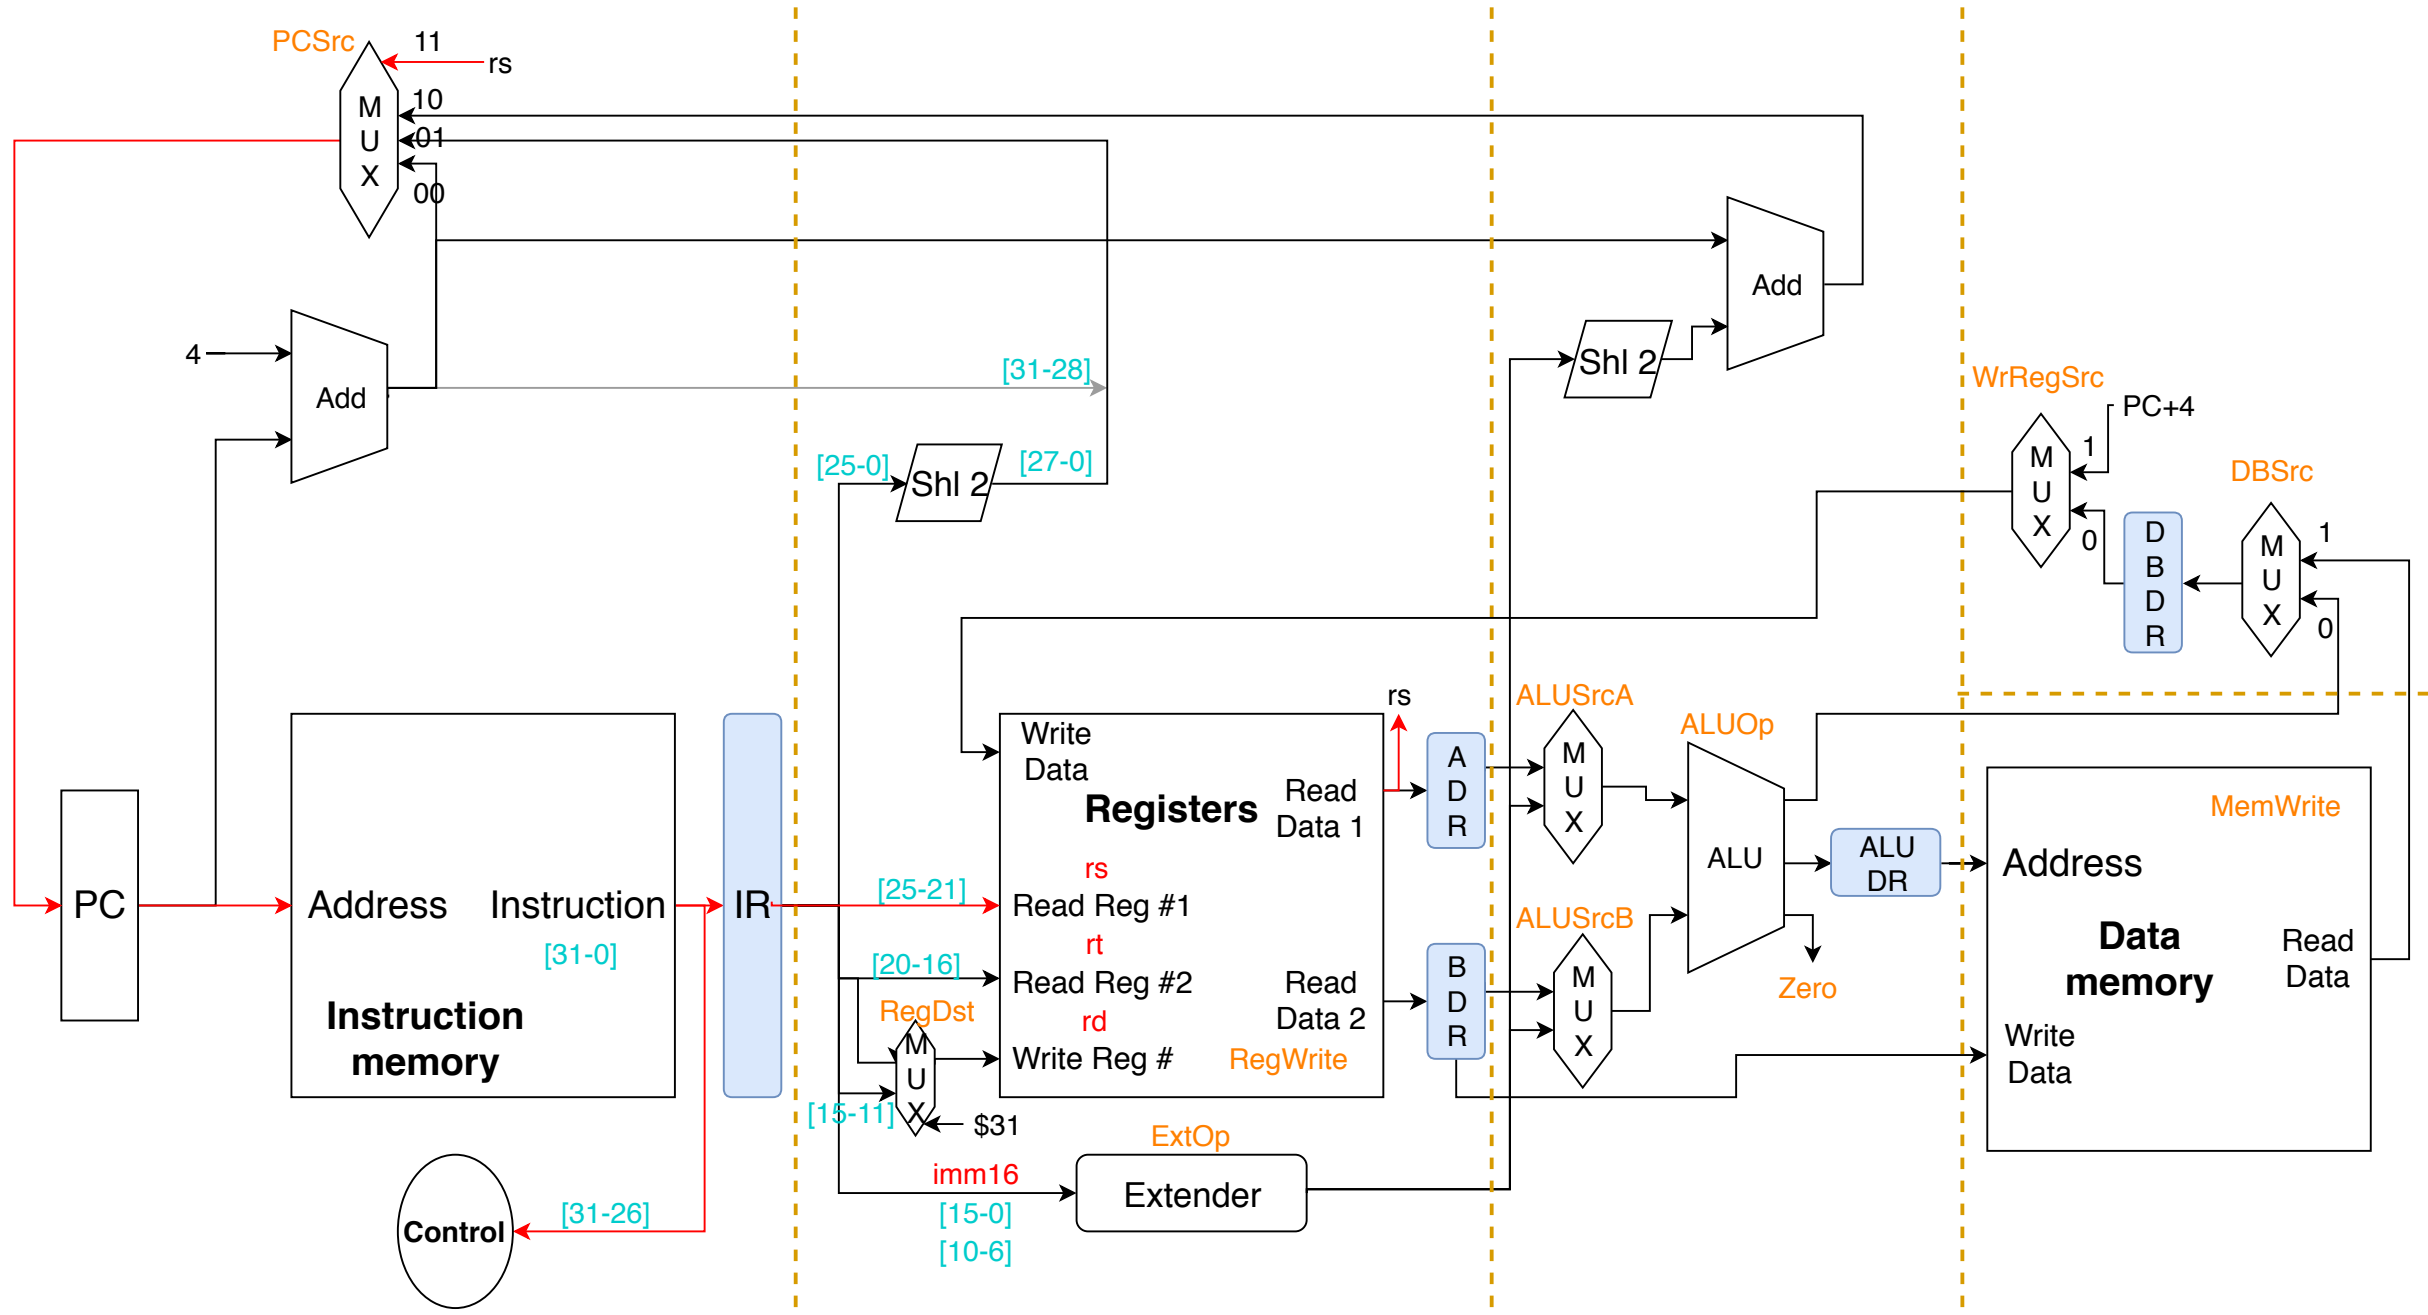 PCSrc
11
rs
10
01
00
M
U
X
4
Add
[31-28]
[25-0]
Shl 2
[27-0]
Add
Shl 2
WrRegSrc
PC+4
1
0
M
U
X
DBSrc
D
B
D
R
M
U
X
1
0
PC
Address
Instruction
[31-0]
Instruction
memory
IR
Control
[31-26]
[25-21]
[20-16]
RegDst
M
U
X
[15-11]
$31
Write
Data
Registers
Read
Data 1
rs
Read Reg #1
rt
Read Reg #2
rd
Write Reg #
Read
Data 2
RegWrite
imm16
[15-0]
[10-6]
ExtOp
Extender
rs
A
D
R
B
D
R
ALUSrcA
M
U
X
ALUSrcB
M
U
X
ALUOp
ALU
Zero
ALU
DR
MemWrite
Address
Data
memory
Read
Data
Write
Data